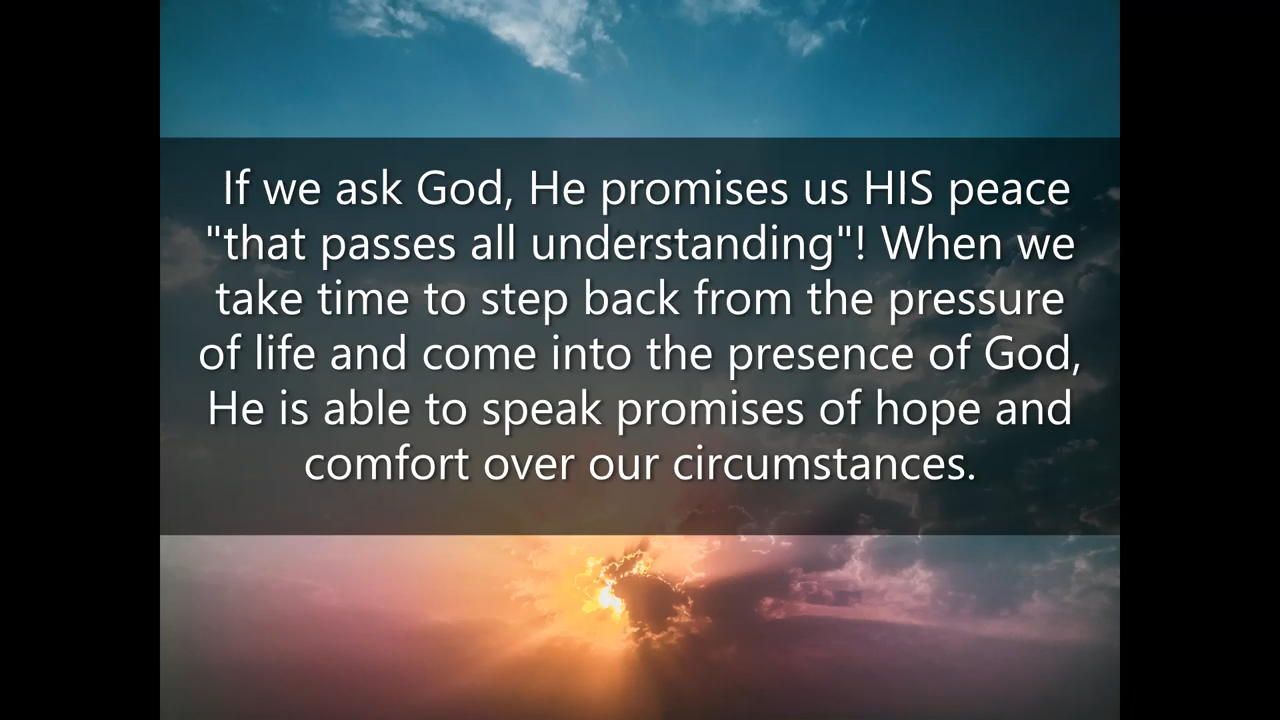 If we ask God, He promises us HIS peace
"that passes all understanding"! When we
take time to step back from the pressure
of life and come into the presence of God,
He is able to speak promises of hope and
comfort over our circumstances.